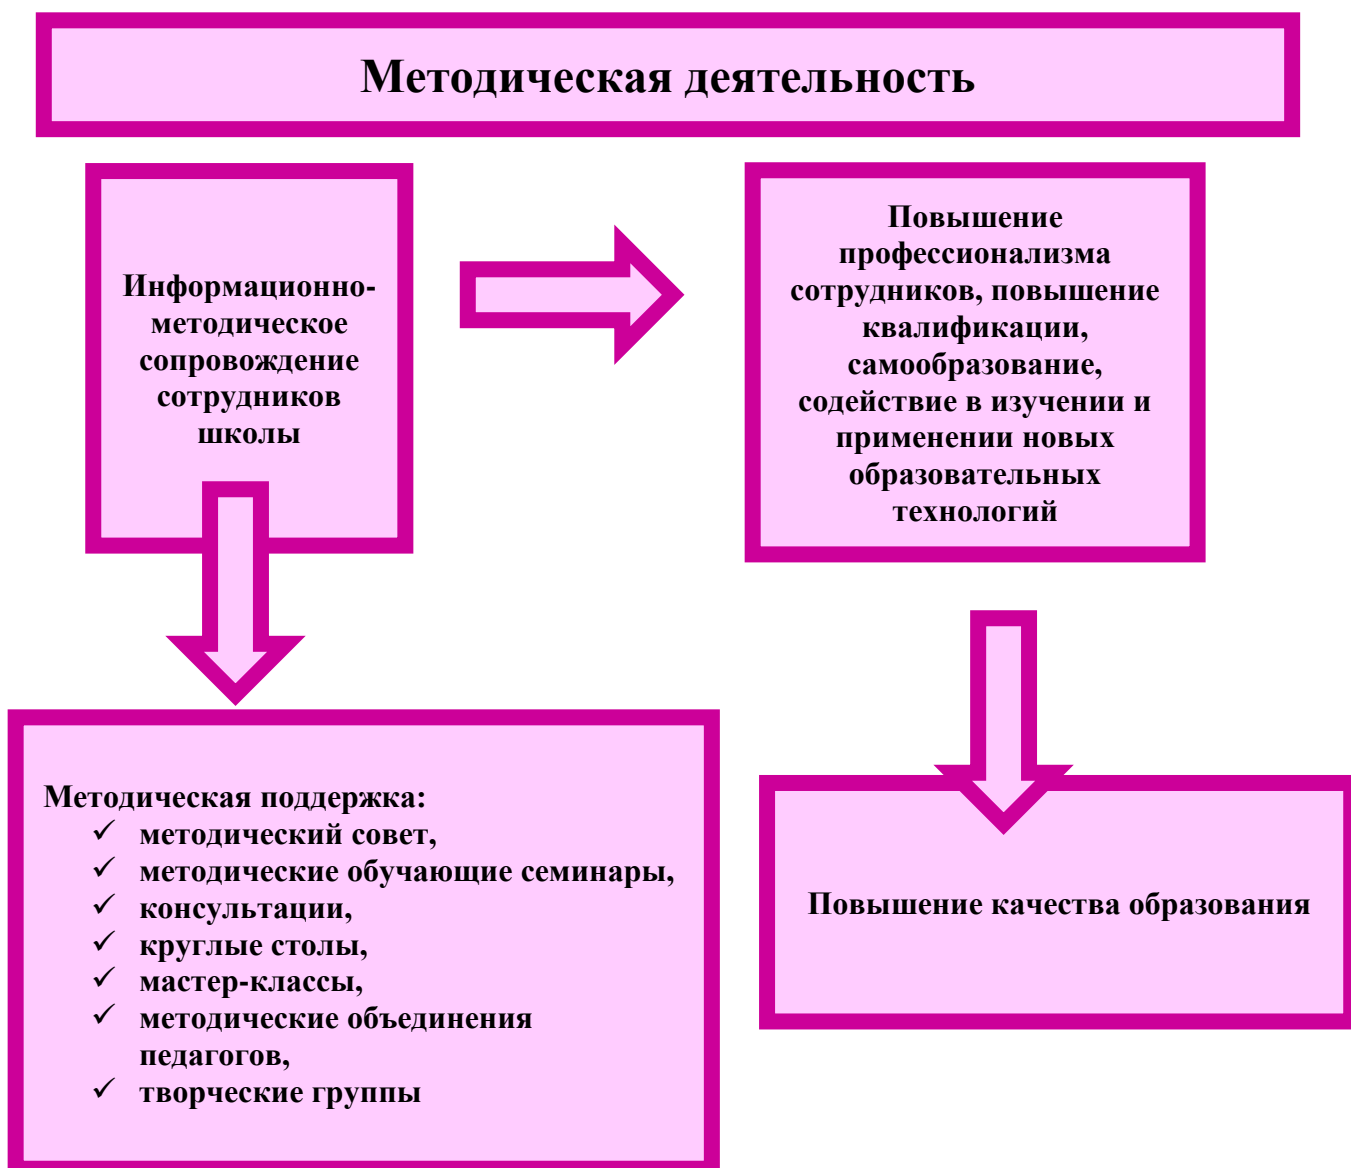 Методическая деятельность
Информационно-
методическое
сопровождение
сотрудников
школы
Повышение
профессионализма
сотрудников, повышение
квалификации,
самообразование,
содействие в изучении и
применении новых
образовательных
технологий
Методическая поддержка:
✓ методический совет,
✓ методические обучающие семинары,
✓ консультации,
✓ круглые столы,
✓ мастер-классы,
✓ методические объединения
педагогов,
✓ творческие группы
Повышение качества образования